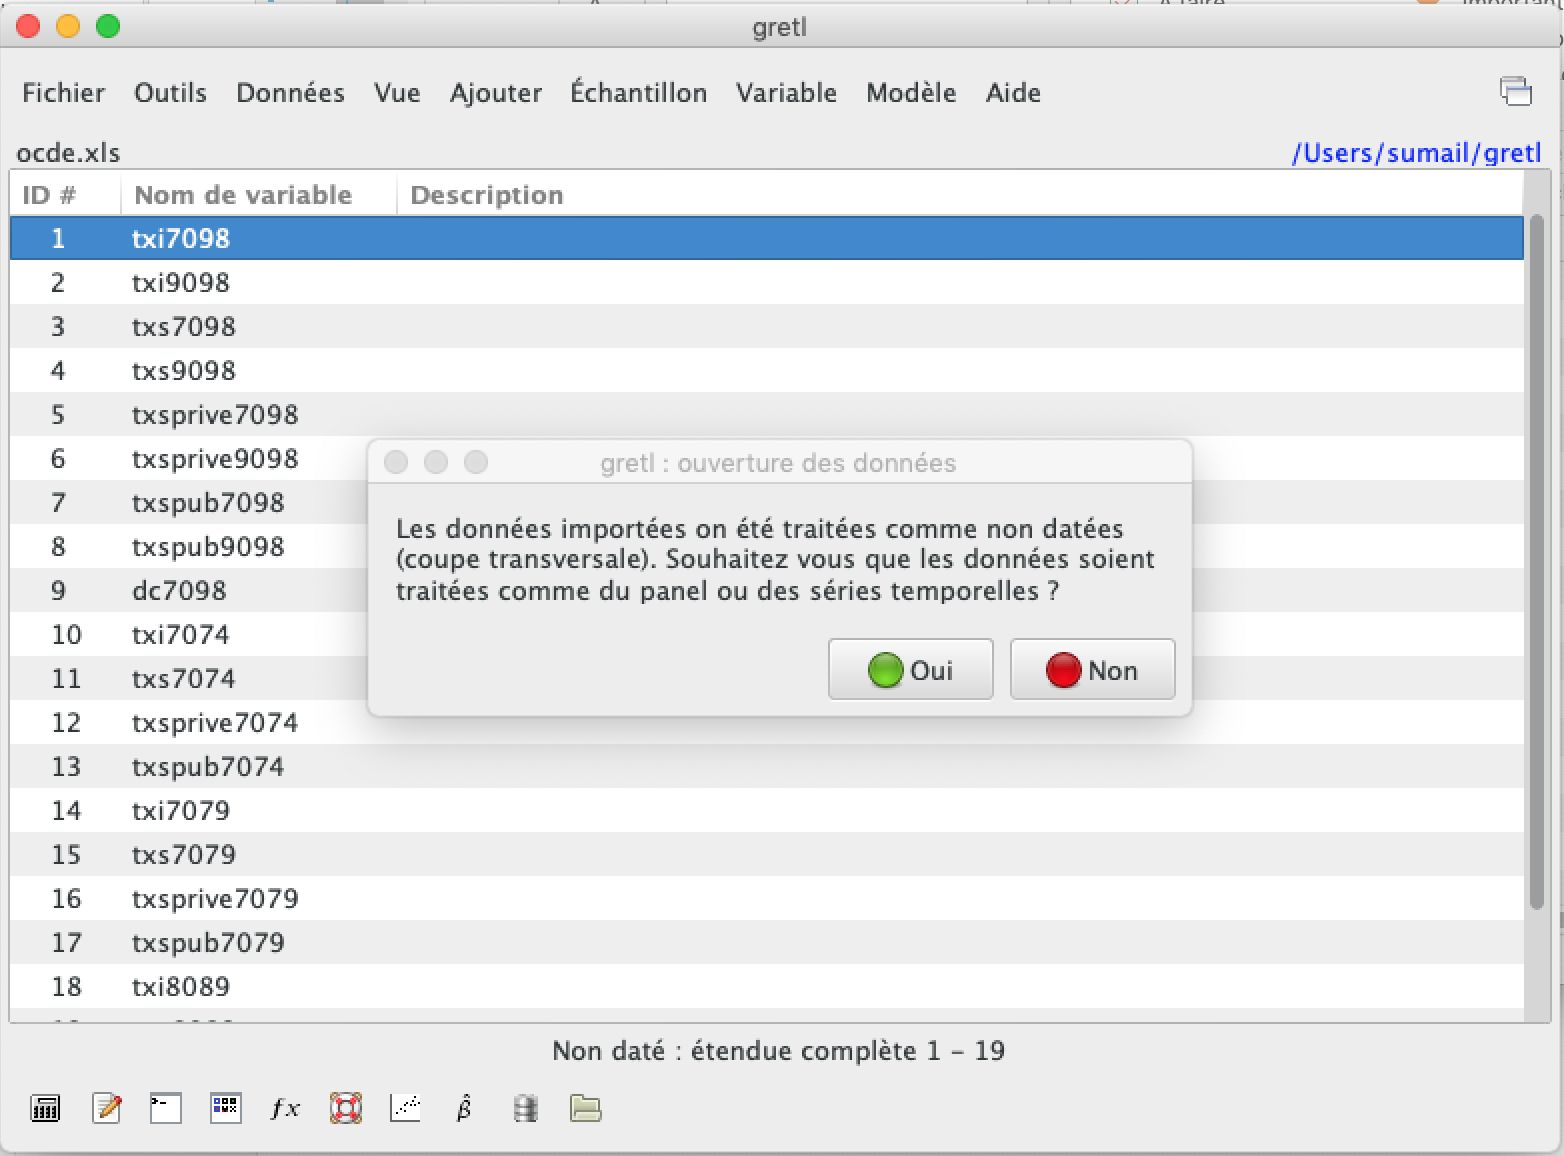 gretl
Fichier Outils Données Vue Ajouter Échantillon Variable Modèle Aide
ocde.xls /Users/sumail/gretl
ID # Nom de variable Description
1 txi7098
2 txi9098
3 txs7098
4 txs9098
5 txsprive7098
6 txsprive9098
7 txspub7098
8 txspub9098
9 dc7098
10 txi7074
11 txs7074
12 txsprive7074
13 txspub7074
14 txi7079
15 txs7079
16 txsprive7079
17 txspub7079
18 txi8089
gretl : ouverture des données
Les données importées on été traitées comme non datées
(coupe transversale). Souhaitez vous que les données soient
traitées comme du panel ou des séries temporelles ?
Oui Non
Non daté : étendue complète 1 - 19
fx β̂